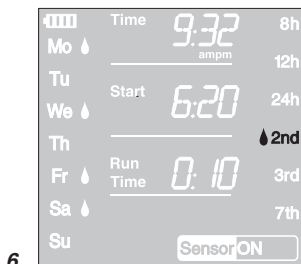 Time 9:32 8h
Mo ampm
12h
Tu
Start 6:20 24h
We
Th 2nd
Run
Time 0:10
Fr 3rd
Sa 7th
Su Sensor ON
6